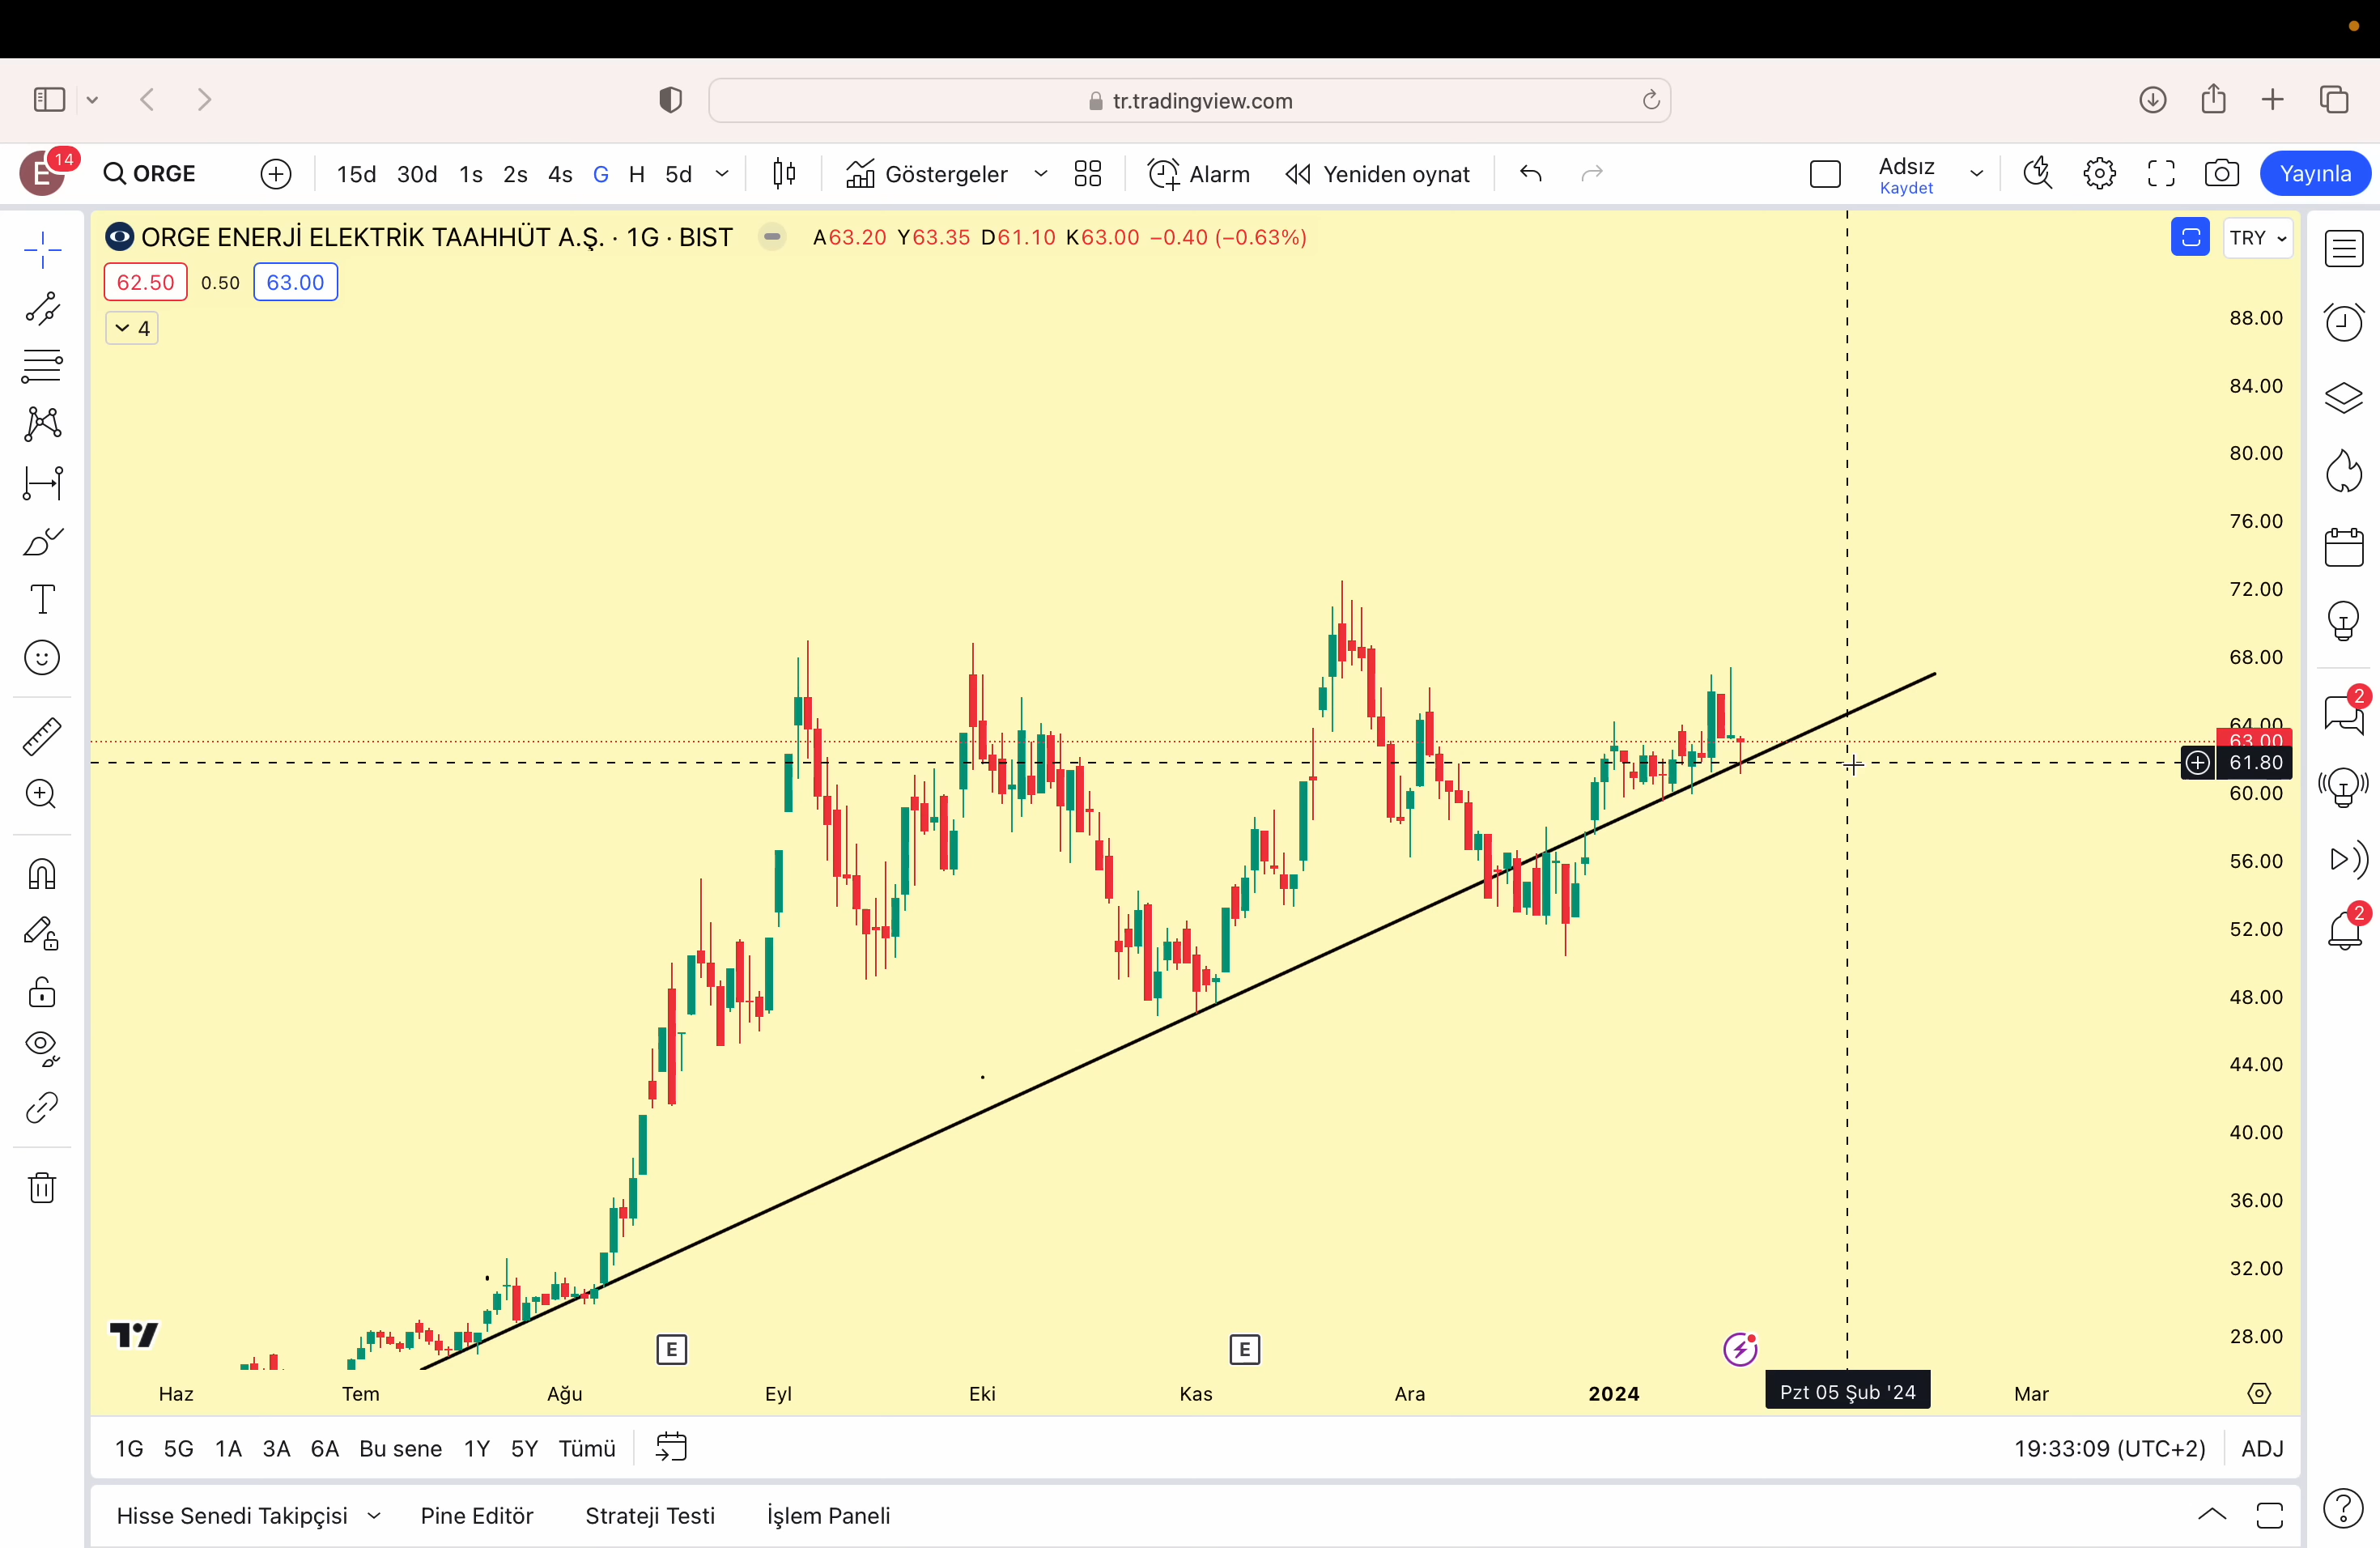 tr.tradingview.com
E 14 ORGE 15d 30d 1s 2s 4s G H 5d Göstergeler Alarm Yeniden oynat Adsız Kaydet Yayınla
ORGE ENERJİ ELEKTRİK TAAHHÜT A.Ş. · 1G · BIST A63.20 Y63.35 D61.10 K63.00 −0.40 (−0.63%) TRY
62.50 0.50 63.00
4
88.00
84.00
80.00
76.00
72.00
68.00
64.00
63.00
61.80
60.00
56.00
52.00
48.00
44.00
40.00
36.00
32.00
28.00
2
2
E E
Haz Tem Ağu Eyl Eki Kas Ara 2024 Pzt 05 Şub '24 Mar
1G 5G 1A 3A 6A Bu sene 1Y 5Y Tümü 19:33:09 (UTC+2) ADJ
Hisse Senedi Takipçisi Pine Editör Strateji Testi İşlem Paneli